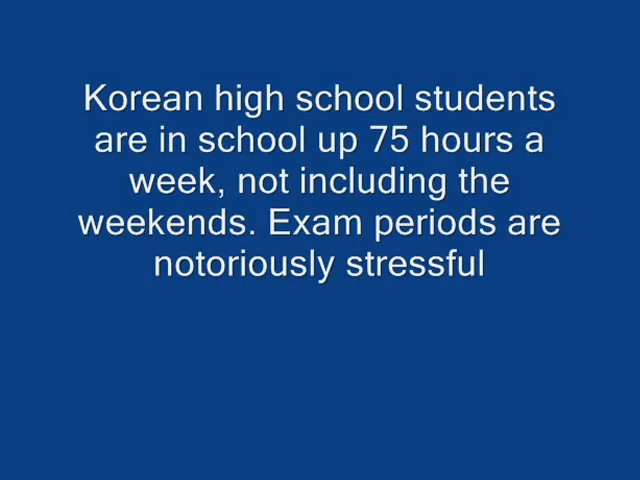 Korean high school students
are in school up 75 hours a
week, not including the
weekends. Exam periods are
notoriously stressful